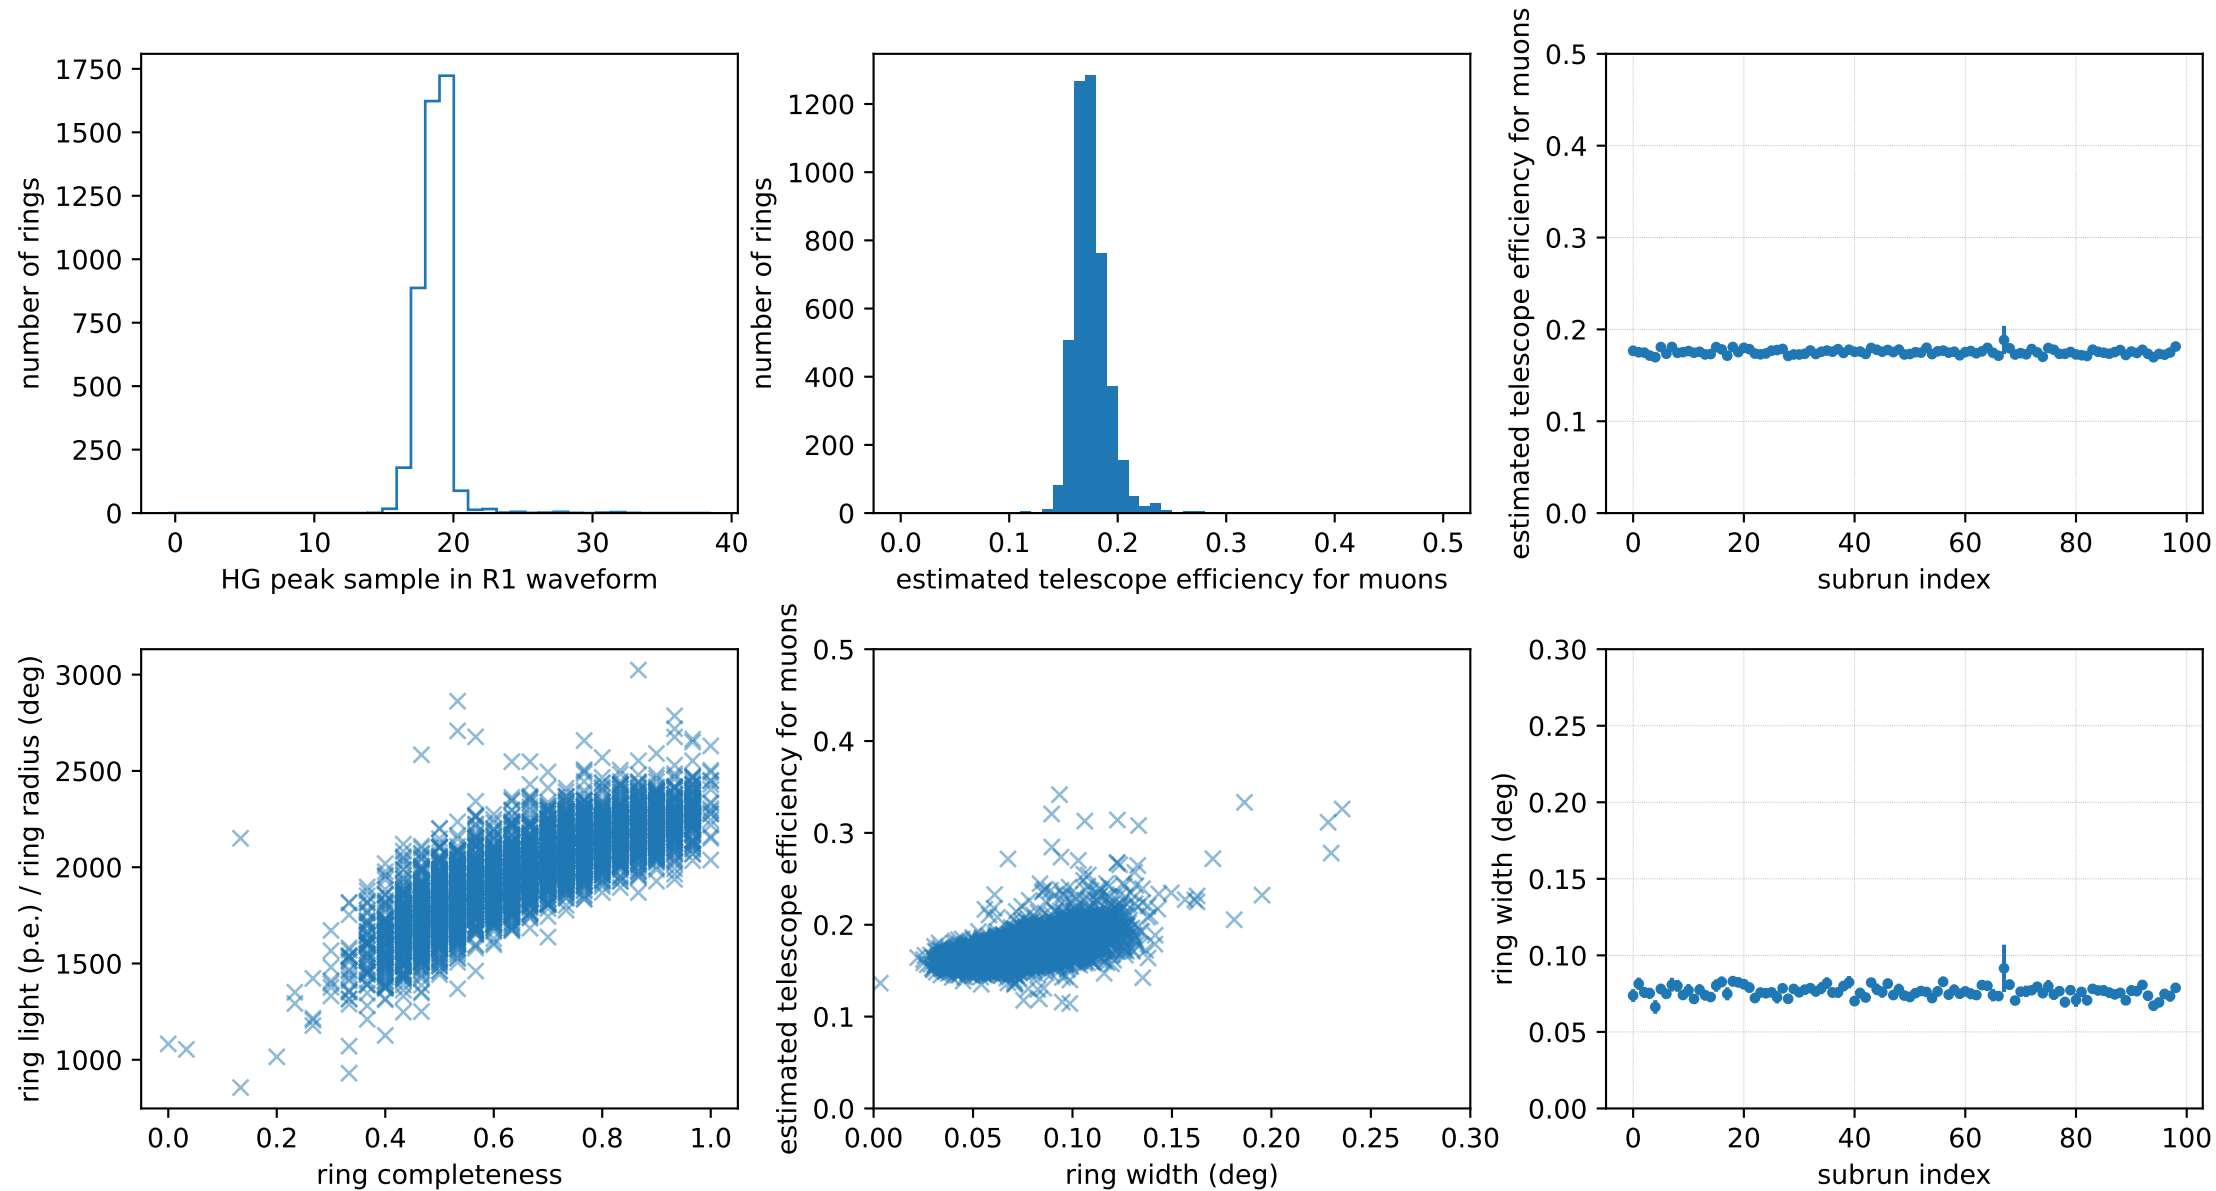 1750
1500
1250
1000
750
500
250
0
number of rings
0 10 20 30 40
HG peak sample in R1 waveform
1200
1000
800
600
400
200
0
number of rings
0.0 0.1 0.2 0.3 0.4 0.5
estimated telescope efficiency for muons
0.5
0.4
0.3
0.2
0.1
0.0
estimated telescope efficiency for muons
0 20 40 60 80 100
subrun index
3000
2500
2000
1500
1000
ring light (p.e.) / ring radius (deg)
0.0 0.2 0.4 0.6 0.8 1.0
ring completeness
0.5
0.4
0.3
0.2
0.1
0.0
estimated telescope efficiency for muons
0.00 0.05 0.10 0.15 0.20 0.25 0.30
ring width (deg)
0.30
0.25
0.20
0.15
0.10
0.05
0.00
ring width (deg)
0 20 40 60 80 100
subrun index